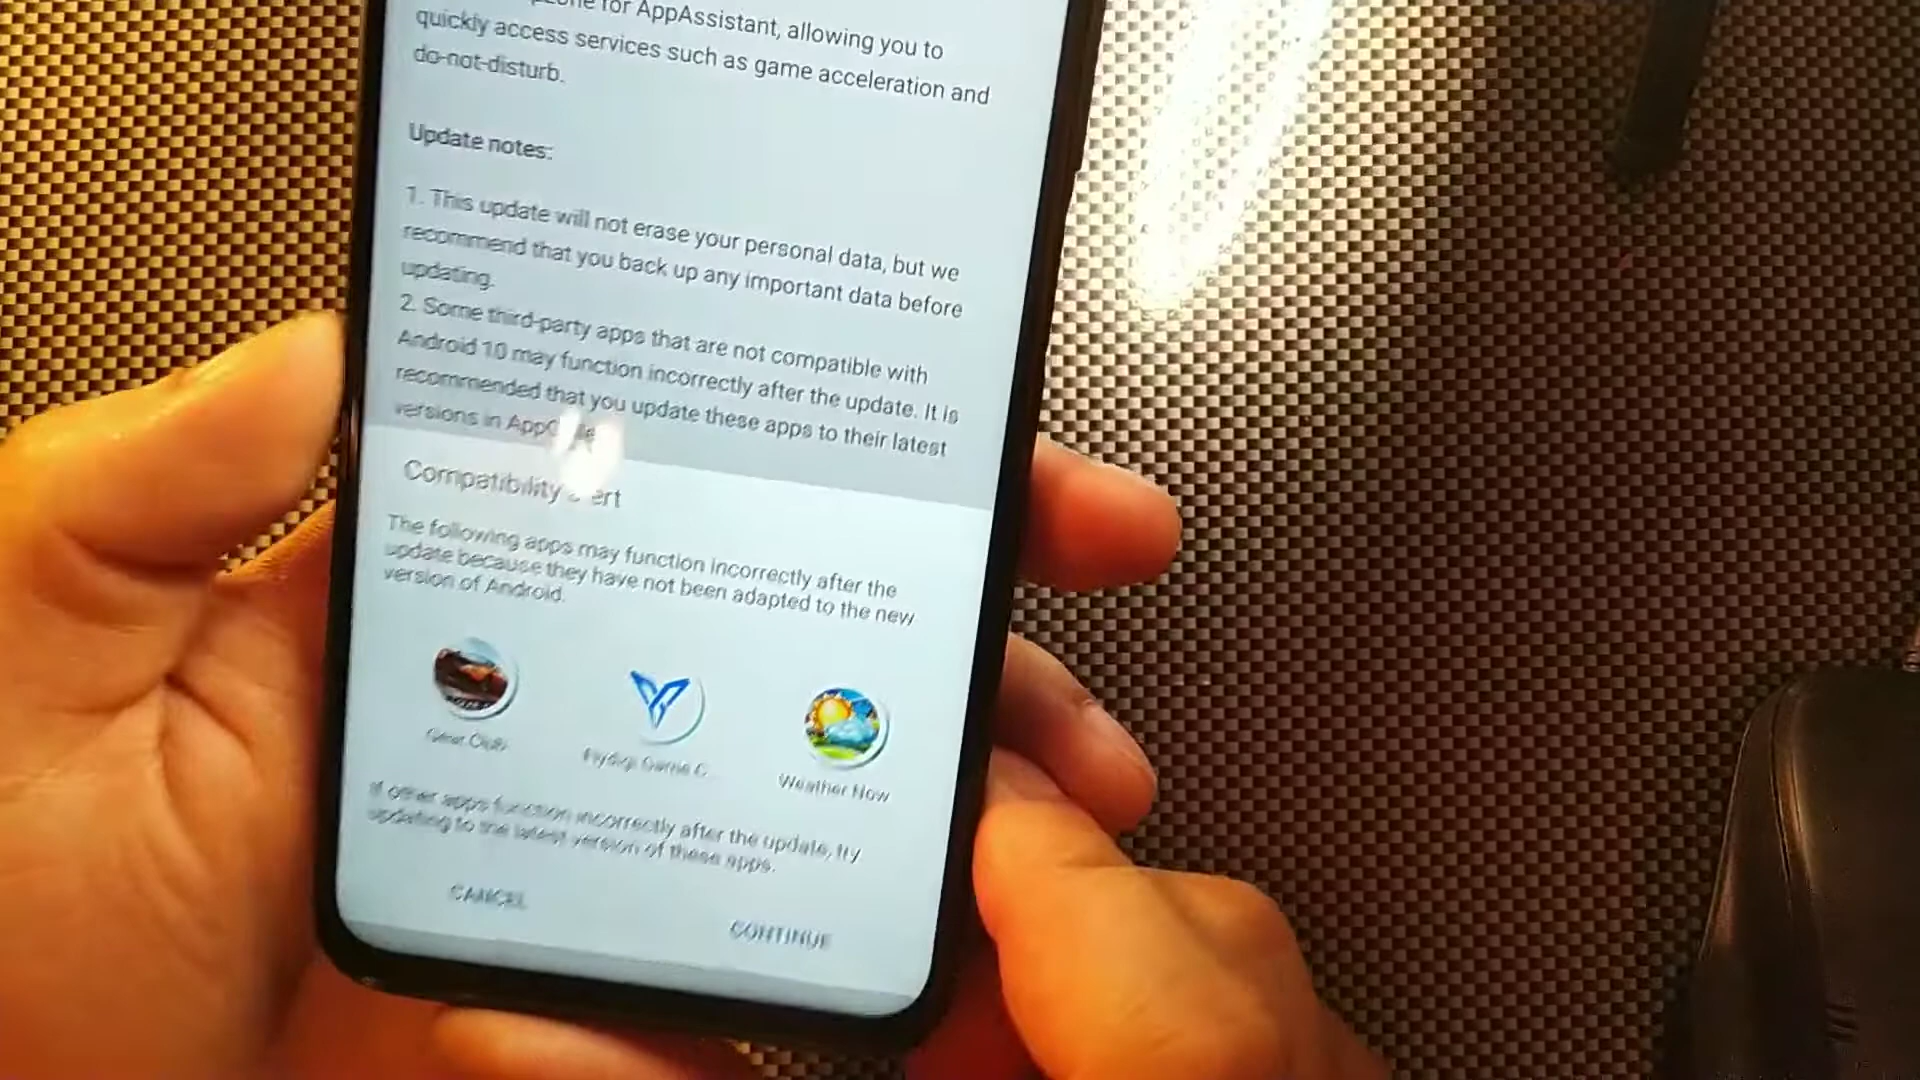 for AppAssistant, allowing you to
quickly access services such as game acceleration and
do-not-disturb.
Update notes:
1. This update will not erase your personal data, but we
recommend that you back up any important data before
updating.
2. Some third-party apps that are not compatible with
Android 10 may function incorrectly after the update. It is
recommended that you update these apps to their latest
versions in
Compatibility
The following apps may function incorrectly after the
update because they have not been adapted to the new
version of Android.
Gear Club
Flydigi Game C...
Weather Now
If other apps function incorrectly after the update, try
updating to the latest version of these apps.
CANCEL
CONTINUE